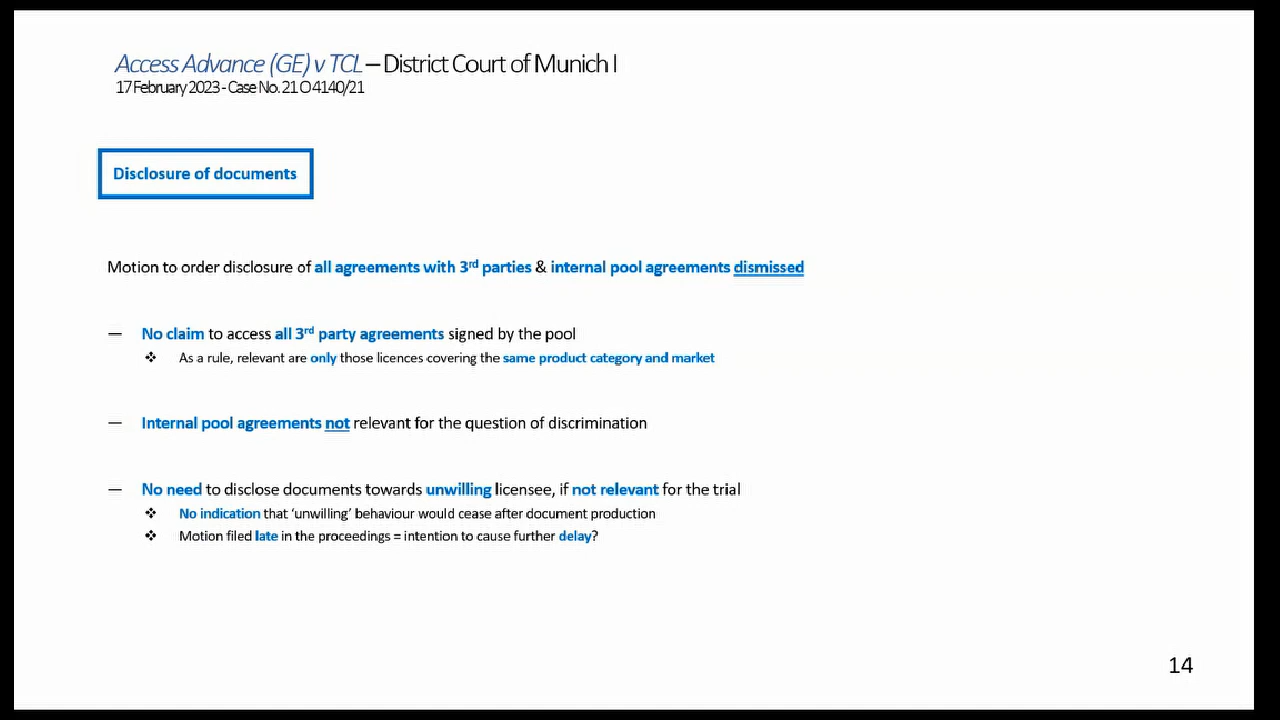 Access Advance (GE) v TCL – District Court of Munich I
17 February 2023 - Case No. 21 O 4140/21
Disclosure of documents
Motion to order disclosure of all agreements with 3rd parties & internal pool agreements dismissed
— No claim to access all 3rd party agreements signed by the pool
❖ As a rule, relevant are only those licences covering the same product category and market
— Internal pool agreements not relevant for the question of discrimination
— No need to disclose documents towards unwilling licensee, if not relevant for the trial
❖ No indication that ‘unwilling’ behaviour would cease after document production
❖ Motion filed late in the proceedings = intention to cause further delay?
14